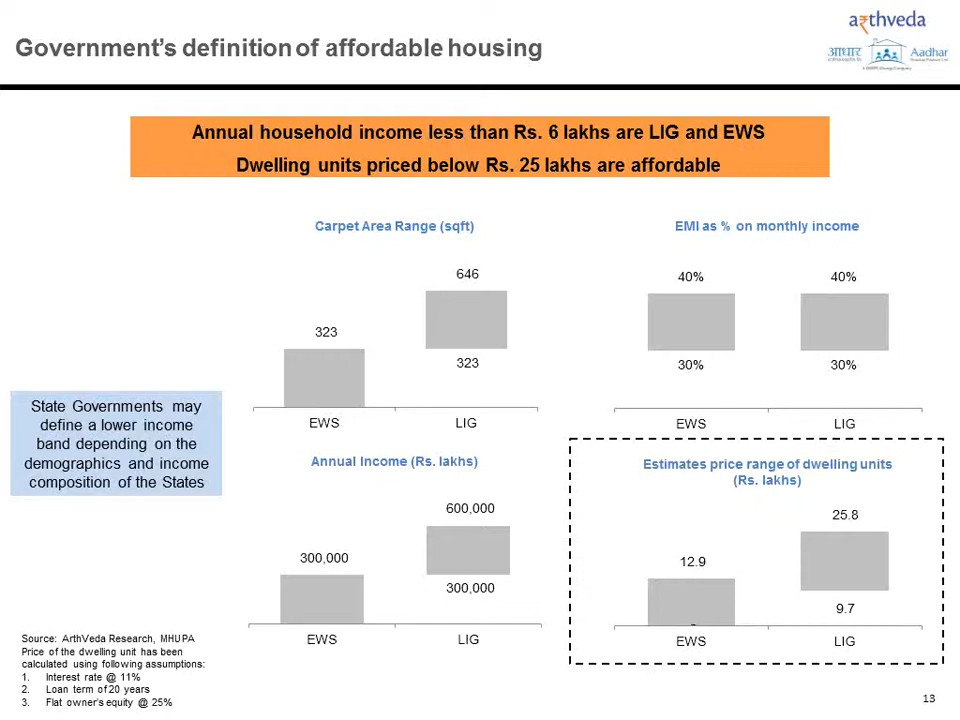 arthveda
Government's definition of affordable housing
आधार
Aadhar
Annual household income less than Rs. 6 lakhs are LIG and EWS
Dwelling units priced below Rs. 25 lakhs are affordable
Carpet Area Range (sqft)
646
323
323
EWS LIG
EMI as % on monthly income
40% 40%
30% 30%
EWS LIG
State Governments may
define a lower income
band depending on the
demographics and income
composition of the States
Annual Income (Rs. lakhs)
600,000
300,000
300,000
EWS LIG
Estimates price range of dwelling units
(Rs. lakhs)
25.8
12.9
9.7
-
EWS LIG
Source: ArthVeda Research, MHUPA
Price of the dwelling unit has been
calculated using following assumptions:
1. Interest rate @ 11%
2. Loan term of 20 years
3. Flat owner's equity @ 25%
13